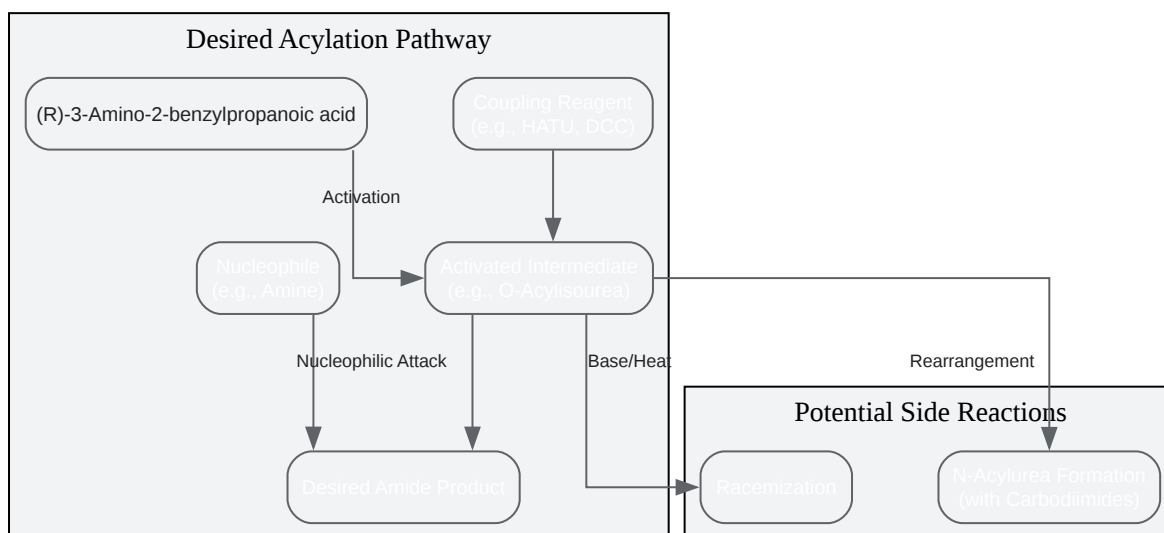 Desired Acylation Pathway
(R)-3-Amino-2-benzylpropanoic acid
Coupling Reagent
(e.g., HATU, DCC)
Activation
Nucleophile
(e.g., Amine)
Activated Intermediate
(e.g., O-Acylisourea)
Nucleophilic Attack
Base/Heat
Rearrangement
Potential Side Reactions
Desired Amide Product
Racemization
N-Acylurea Formation
(with Carbodiimides)